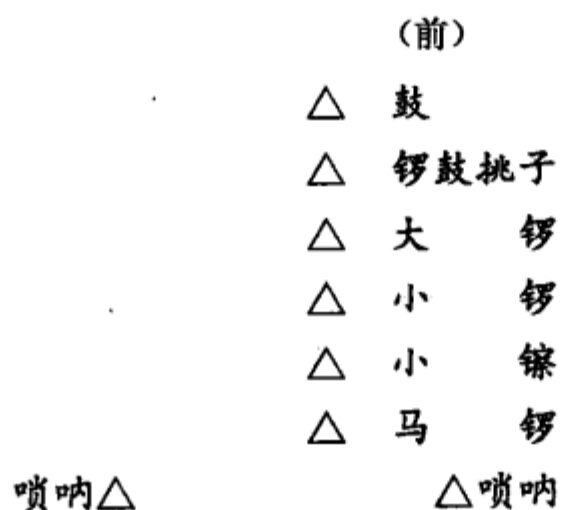 （前）
△ 鼓
△ 锣鼓挑子
△ 大 锣
△ 小 锣
△ 小 镲
△ 马 锣
唢呐△ △唢呐